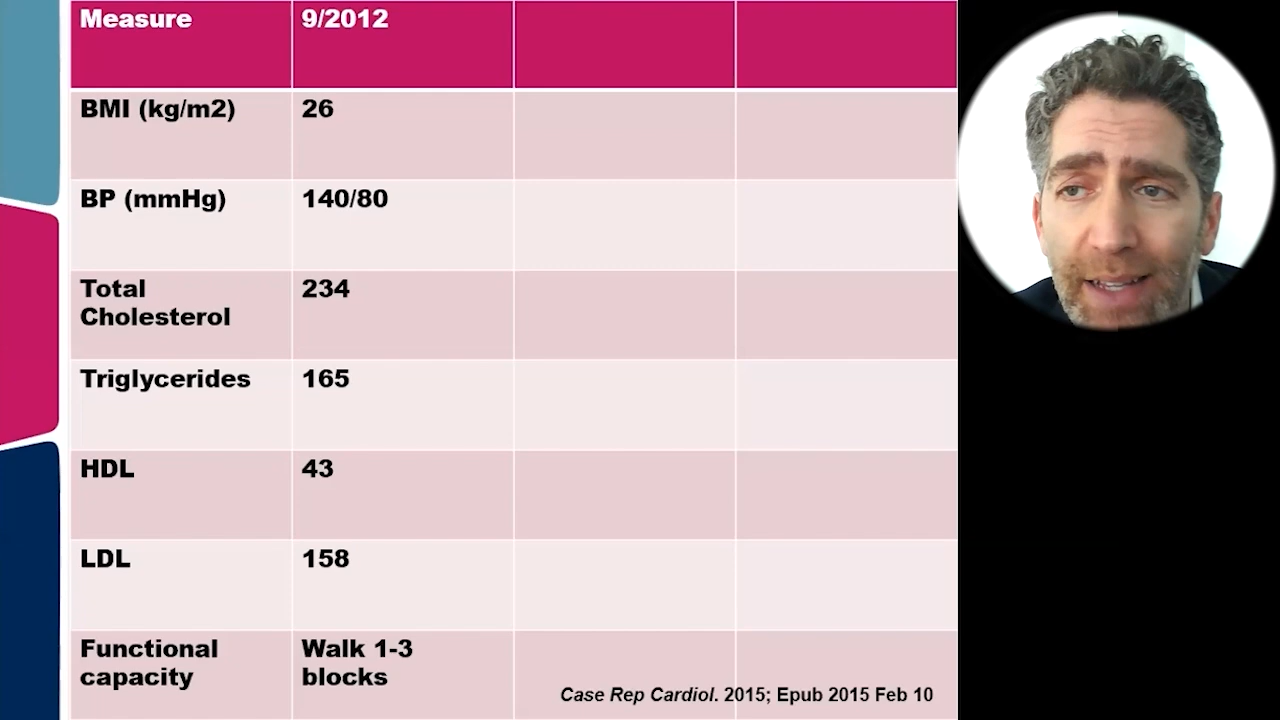 Measure 9/2012
BMI (kg/m2) 26
BP (mmHg) 140/80
Total
Cholesterol 234
Triglycerides 165
HDL 43
LDL 158
Functional
capacity
Walk 1-3
blocks
Case Rep Cardiol. 2015; Epub 2015 Feb 10